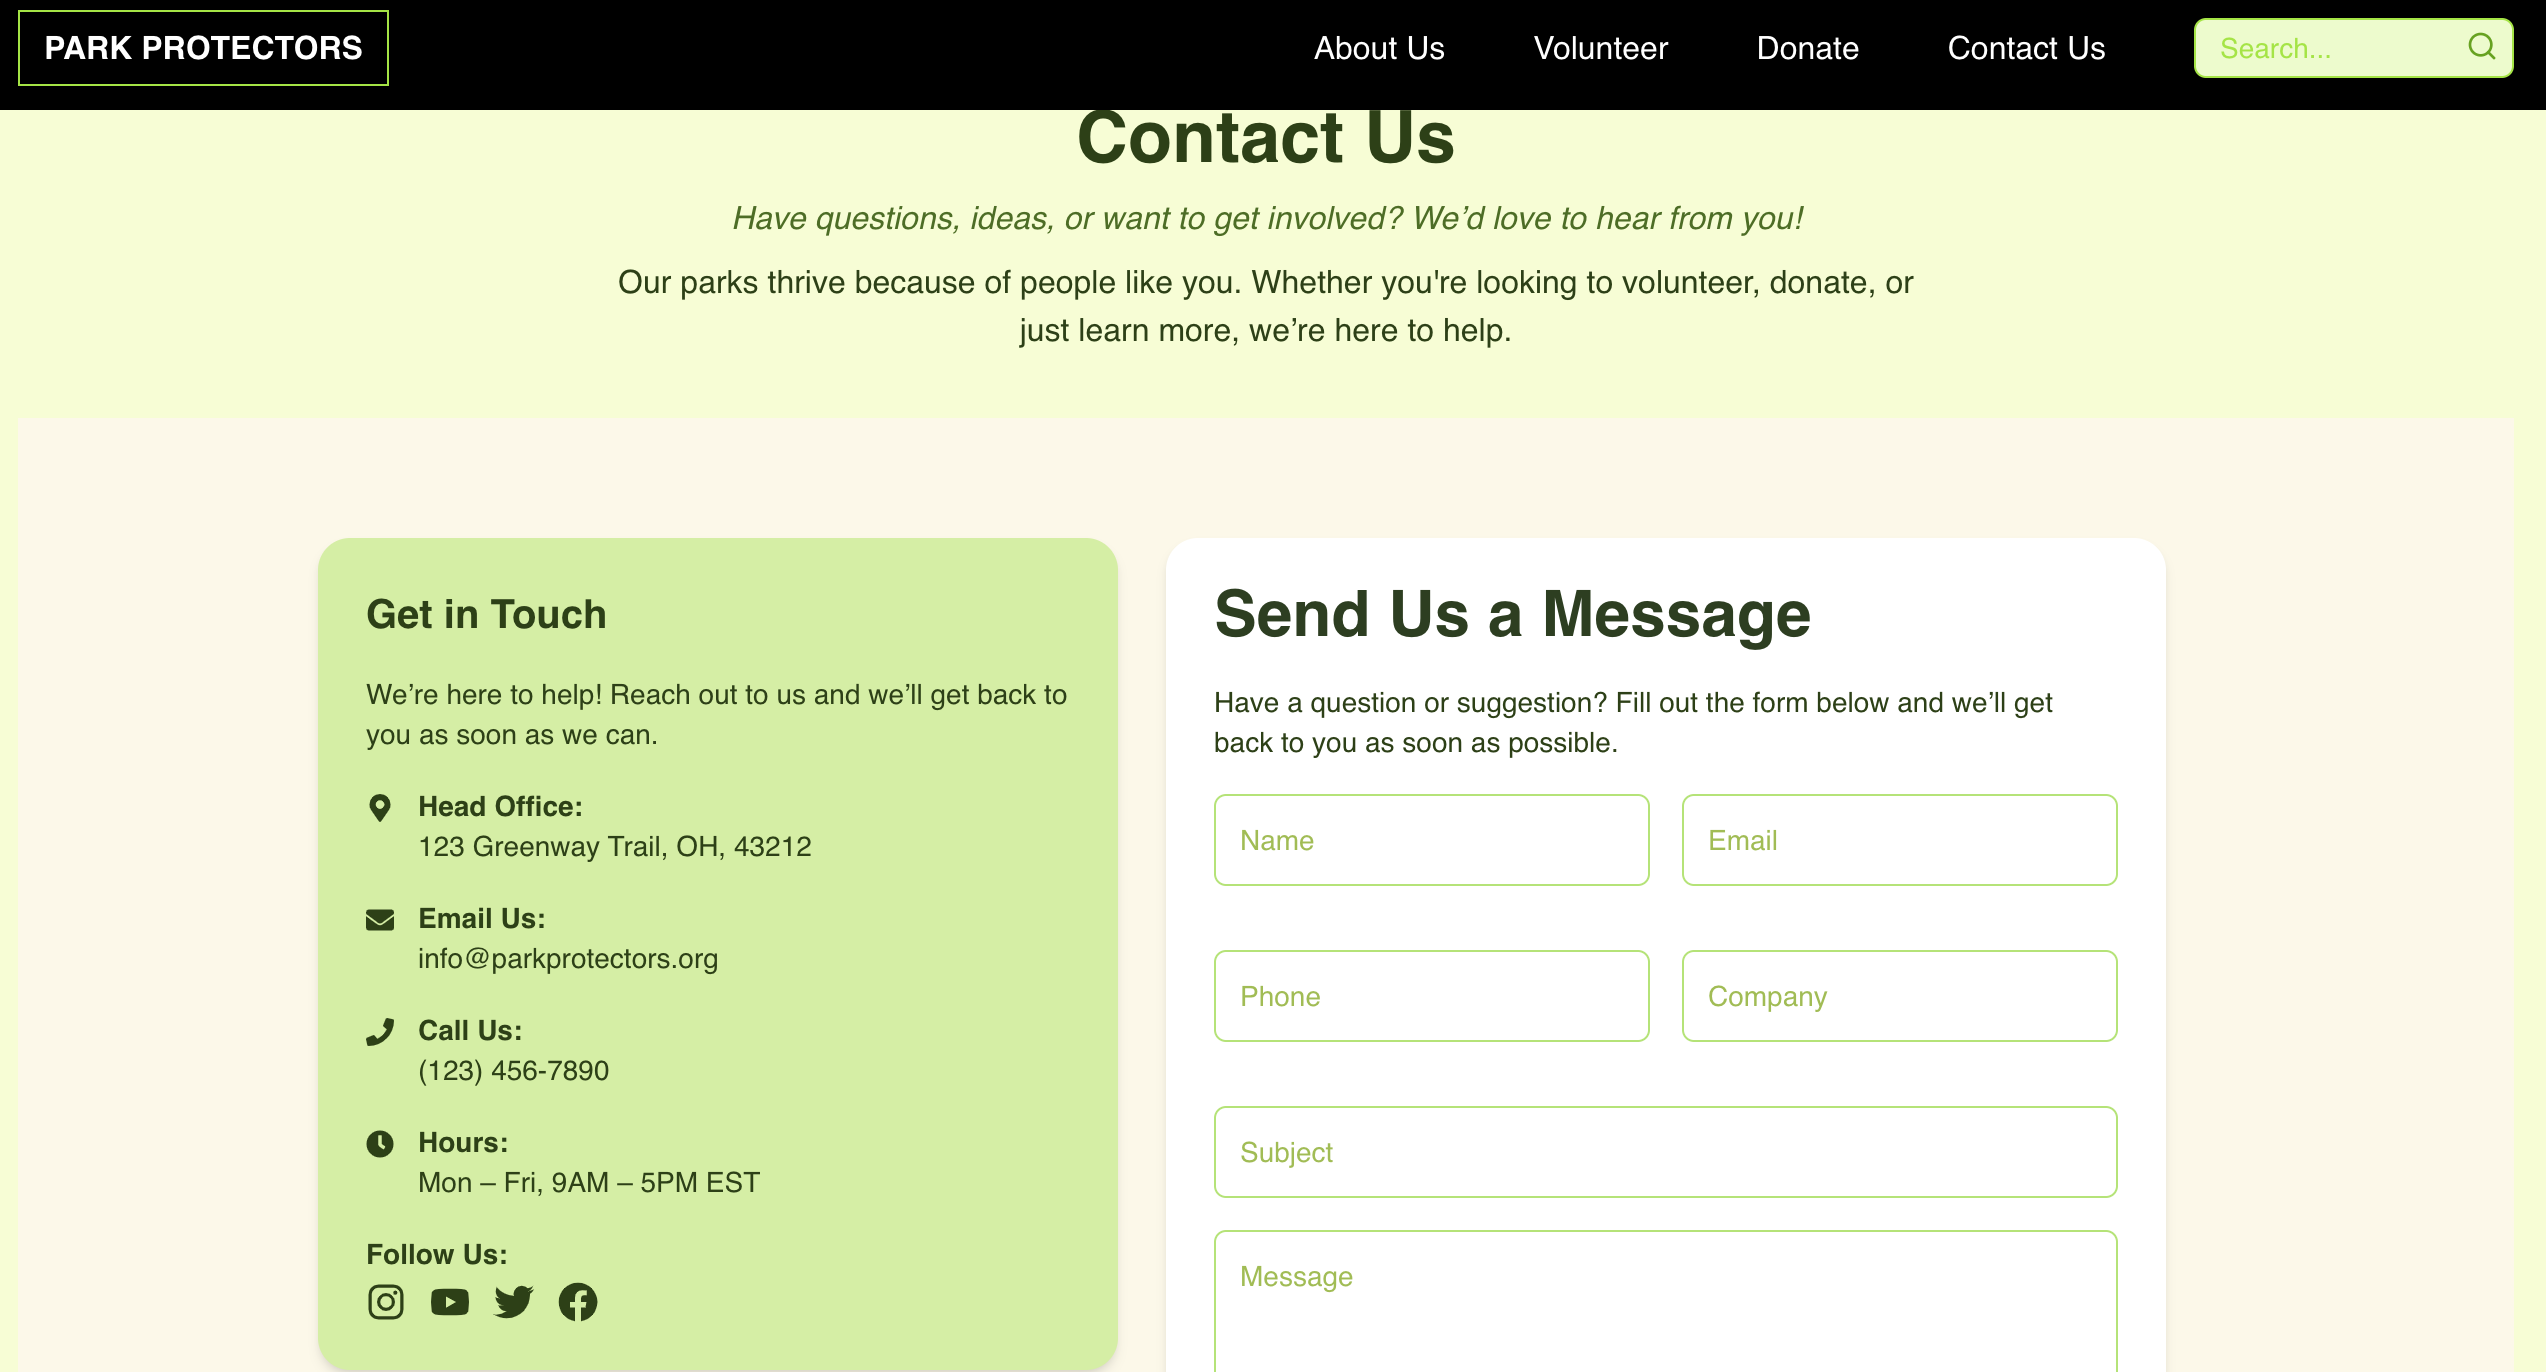 PARK PROTECTORS
About Us
Volunteer
Donate
Contact Us
Search...
Contact Us
Have questions, ideas, or want to get involved? We’d love to hear from you!
Our parks thrive because of people like you. Whether you're looking to volunteer, donate, or
just learn more, we’re here to help.
Get in Touch
We’re here to help! Reach out to us and we’ll get back to
you as soon as we can.
Head Office:
123 Greenway Trail, OH, 43212
Email Us:
info@parkprotectors.org
Call Us:
(123) 456-7890
Hours:
Mon – Fri, 9AM – 5PM EST
Follow Us:
Send Us a Message
Have a question or suggestion? Fill out the form below and we’ll get
back to you as soon as possible.
Name
Email
Phone
Company
Subject
Message